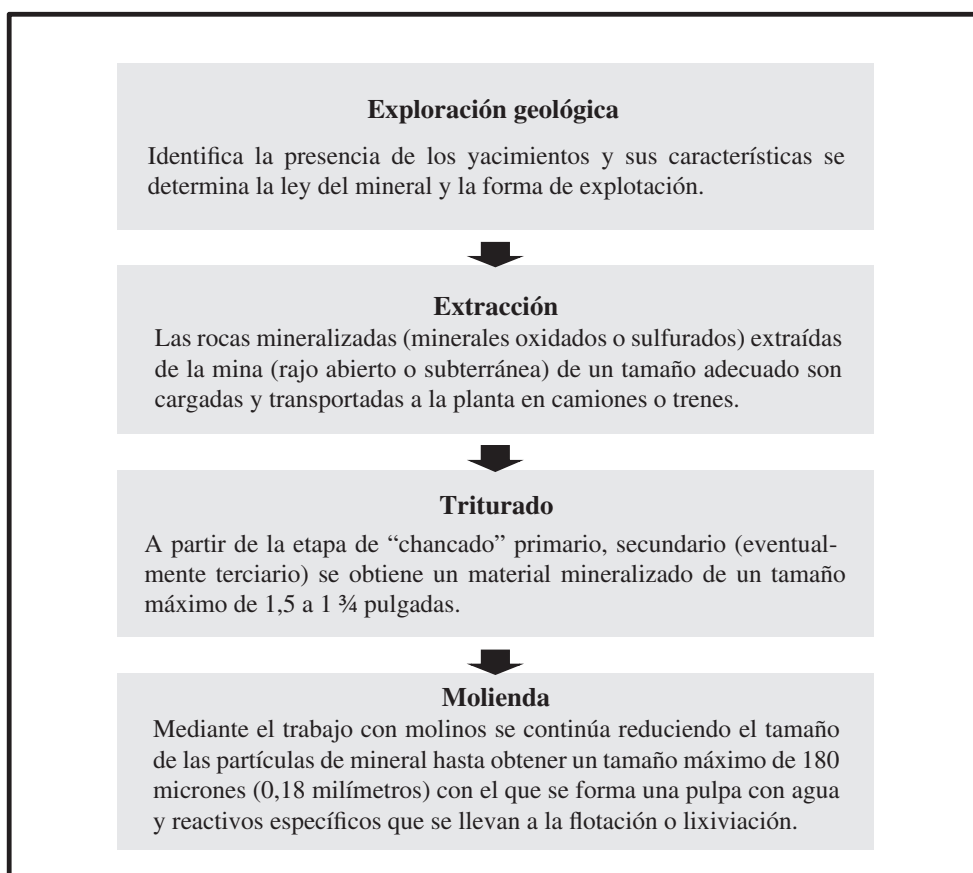 Exploración geológica
Identifica la presencia de los yacimientos y sus características se
determina la ley del mineral y la forma de explotación.
Extracción
Las rocas mineralizadas (minerales oxidados o sulfurados) extraídas
de la mina (rajo abierto o subterránea) de un tamaño adecuado son
cargadas y transportadas a la planta en camiones o trenes.
Triturado
A partir de la etapa de “chancado” primario, secundario (eventual-
mente terciario) se obtiene un material mineralizado de un tamaño
máximo de 1,5 a 1 ¾ pulgadas.
Molienda
Mediante el trabajo con molinos se continúa reduciendo el tamaño
de las partículas de mineral hasta obtener un tamaño máximo de 180
micrones (0,18 milímetros) con el que se forma una pulpa con agua
y reactivos específicos que se llevan a la flotación o lixiviación.